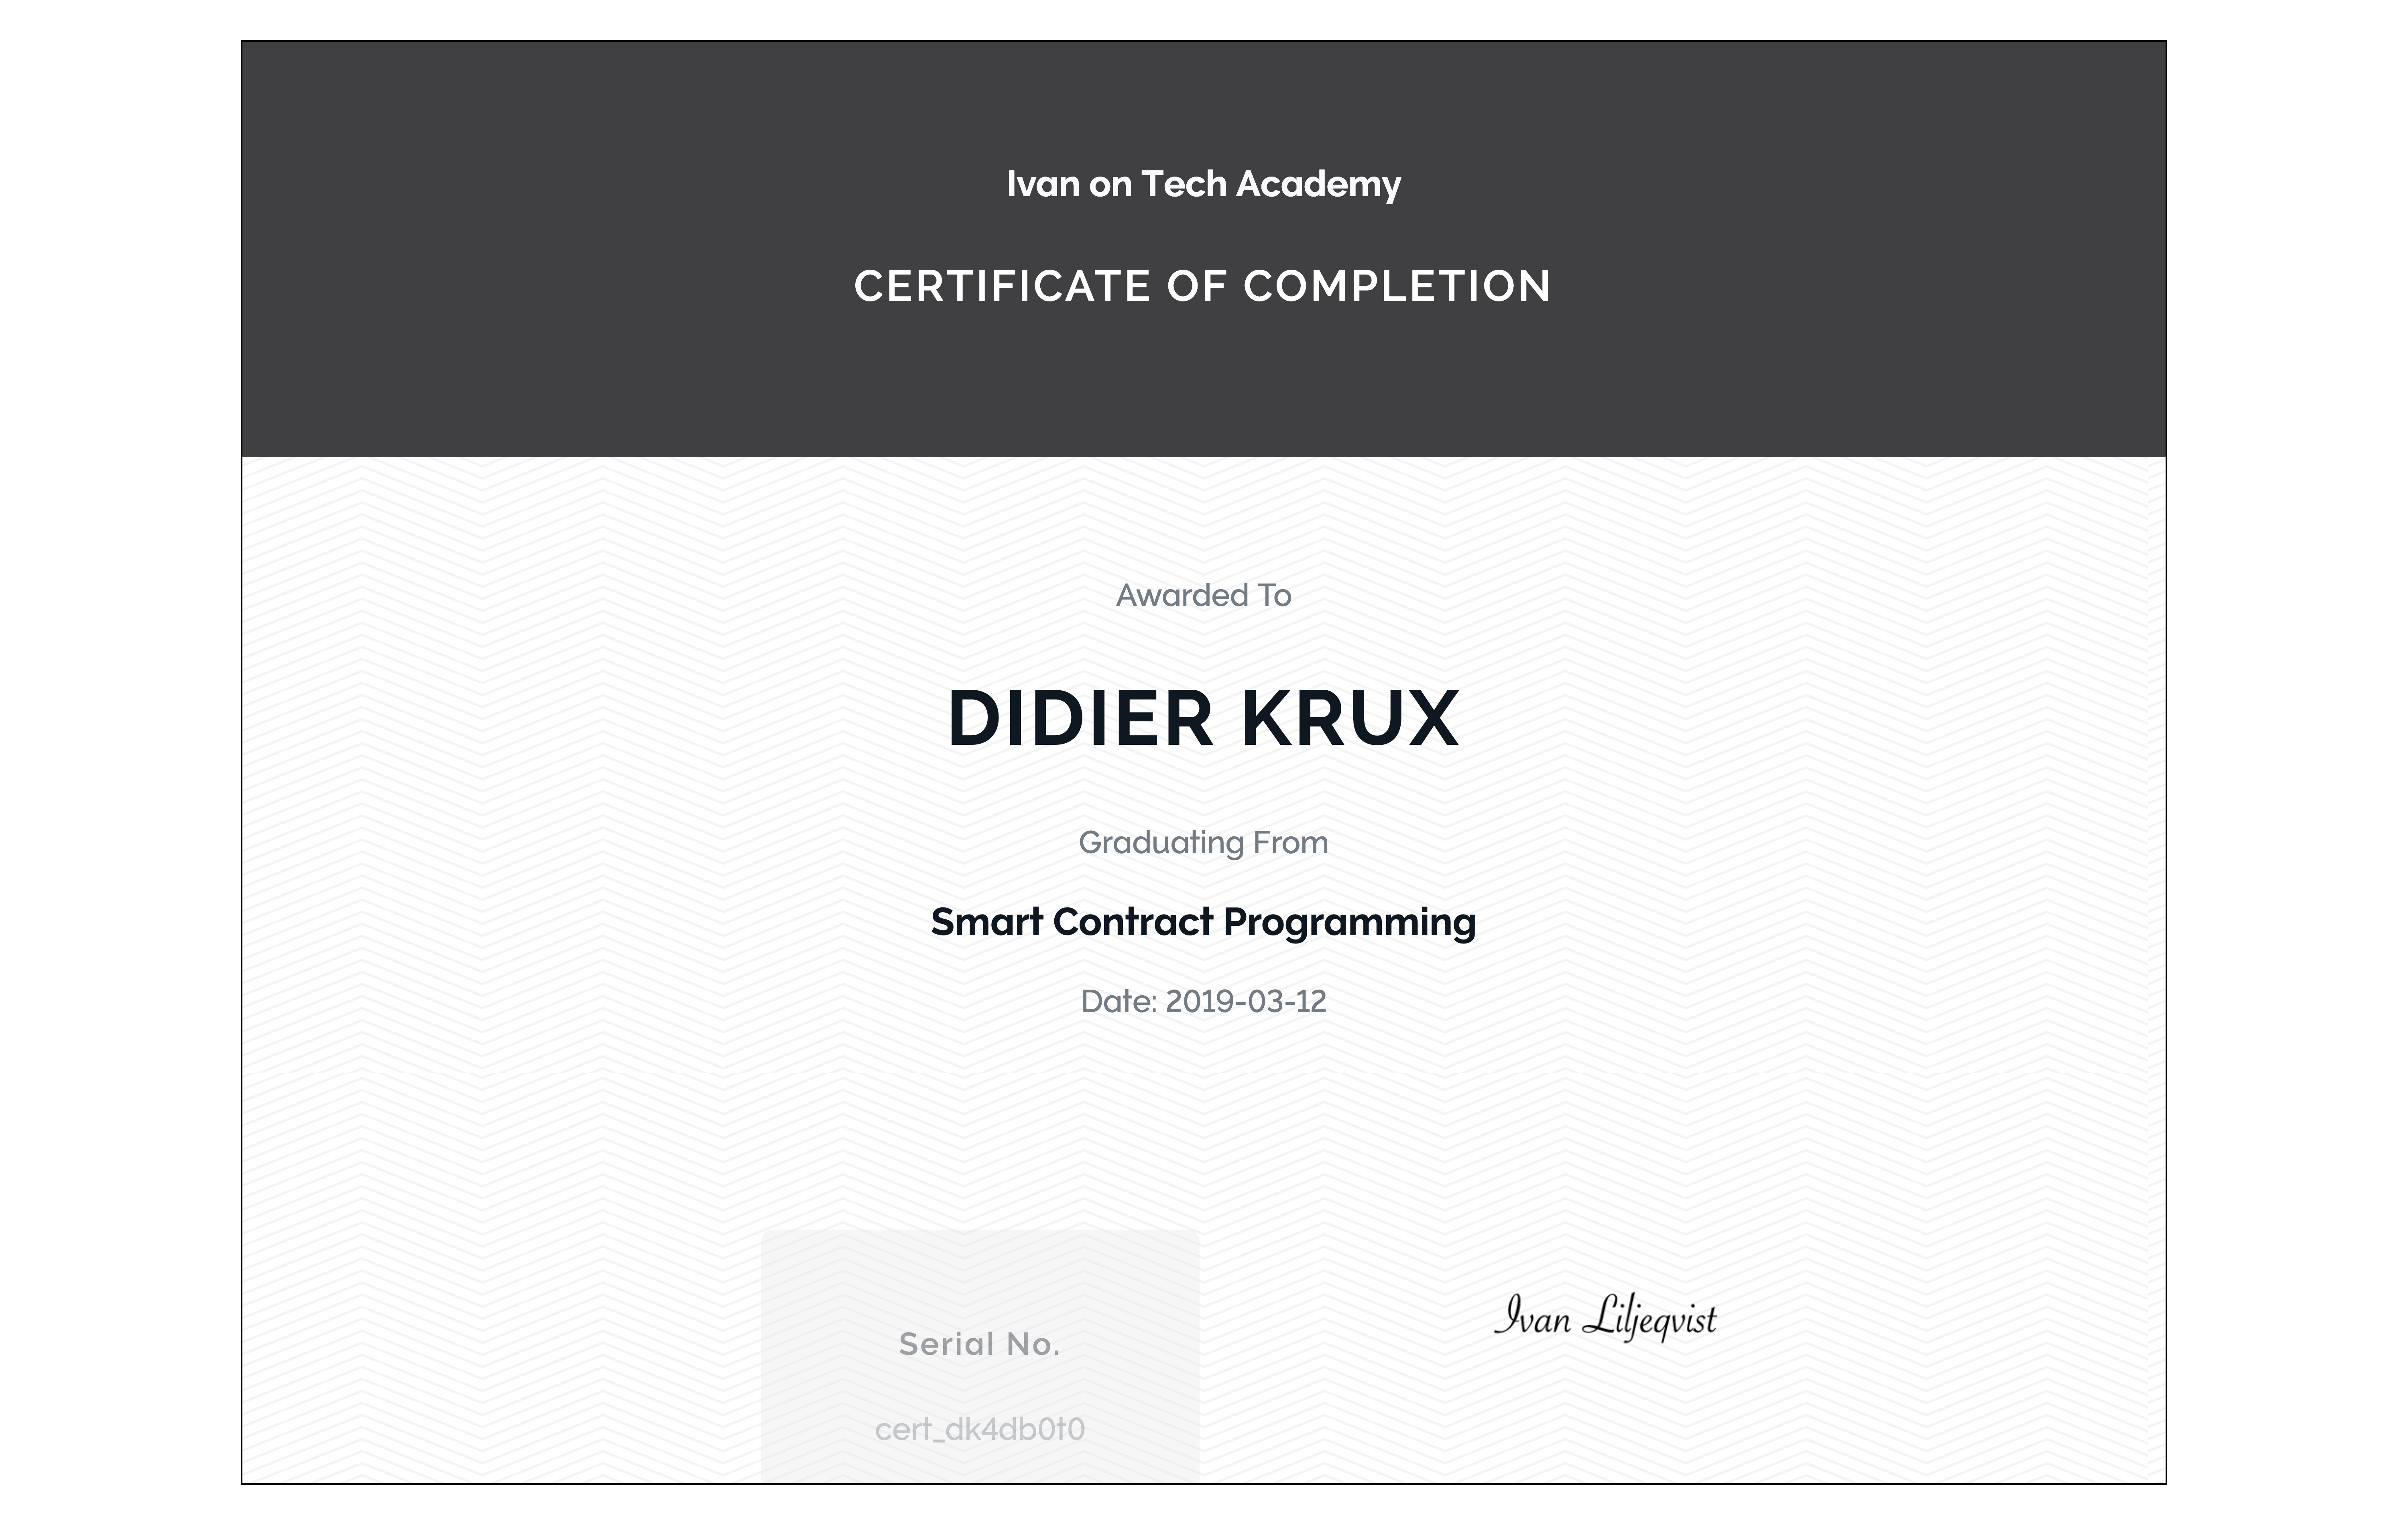 Ivan on Tech Academy
CERTIFICATE OF COMPLETION
Awarded To
DIDIER KRUX
Graduating From
Smart Contract Programming
Date: 2019-03-12
Ivan Liljeqvist
Serial No.
cert_dk4db0t0